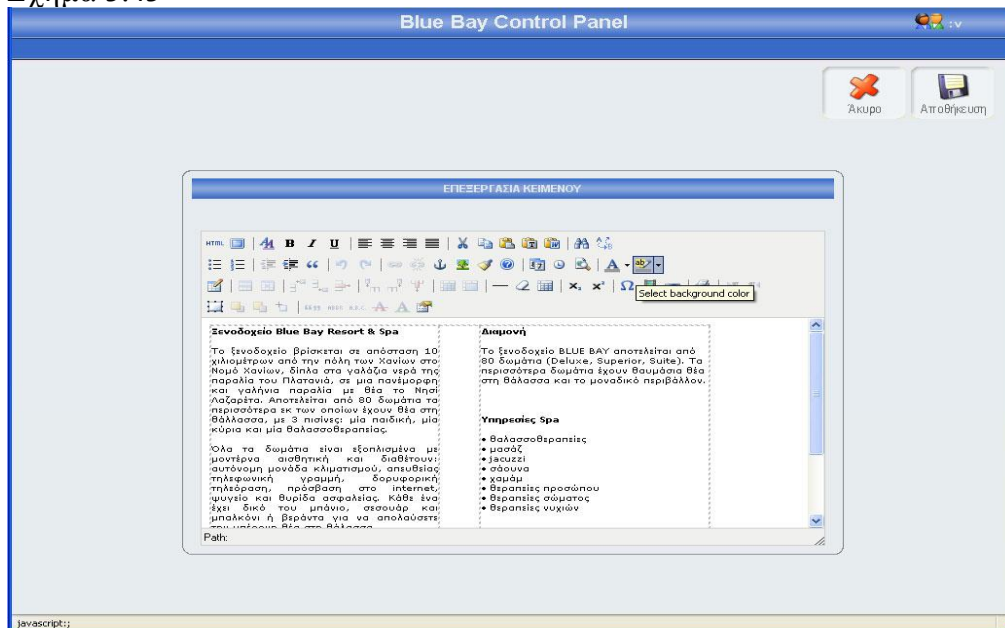 Blue Bay Control Panel
:v
Άκυρο
Αποθήκευση
ΕΠΕΞΕΡΓΑΣΙΑ ΚΕΙΜΕΝΟΥ
HTML
B I U
Select background color
Ξενοδοχείο Blue Bay Resort & Spa
Το ξενοδοχείο βρίσκεται σε απόσταση 10
χιλιομέτρων από την πόλη των Χανίων στο
Νομό Χανίων, δίπλα στα γαλάζια νερά της
παραλία του Πλατανιά, σε μια πανέμορφη
και γαλήνια παραλία με θέα το Νησί
Λαζαρέτα. Αποτελείται από 80 δωμάτια τα
περισσότερα εκ των οποίων έχουν θέα στη
θάλλασσα, με 3 πισίνες: μία παιδική, μία
κύρια και μία θαλασσοθεραπείας.
Όλα τα δωμάτια είναι εξοπλισμένα με
μοντέρνα αισθητική και διαθέτουν:
αυτόνομη μονάδα κλιματισμού, απευθείας
τηλεφωνική γραμμή, δορυφορική
τηλεόραση, πρόσβαση στο internet,
ψυγείο και θυρίδα ασφαλείας. Κάθε ένα
έχει δικό του μπάνιο, σεσουάρ και
μπαλκόνι ή βεράντα για να απολαύσετε
Διαμονή
Το ξενοδοχείο BLUE BAY αποτελείται από
80 δωμάτια (Deluxe, Superior, Suite). Τα
περισσότερα δωμάτια έχουν θαυμάσια θέα
στη θάλασσα και το μοναδικό περιβάλλον.
Υπηρεσίες Spa
• θαλασσοθεραπείες
• μασάζ
• jacuzzi
• σάουνα
• χαμάμ
• θεραπείες προσώπου
• θεραπείες σώματος
• θεραπείες νυχιών
Path:
javascript:;